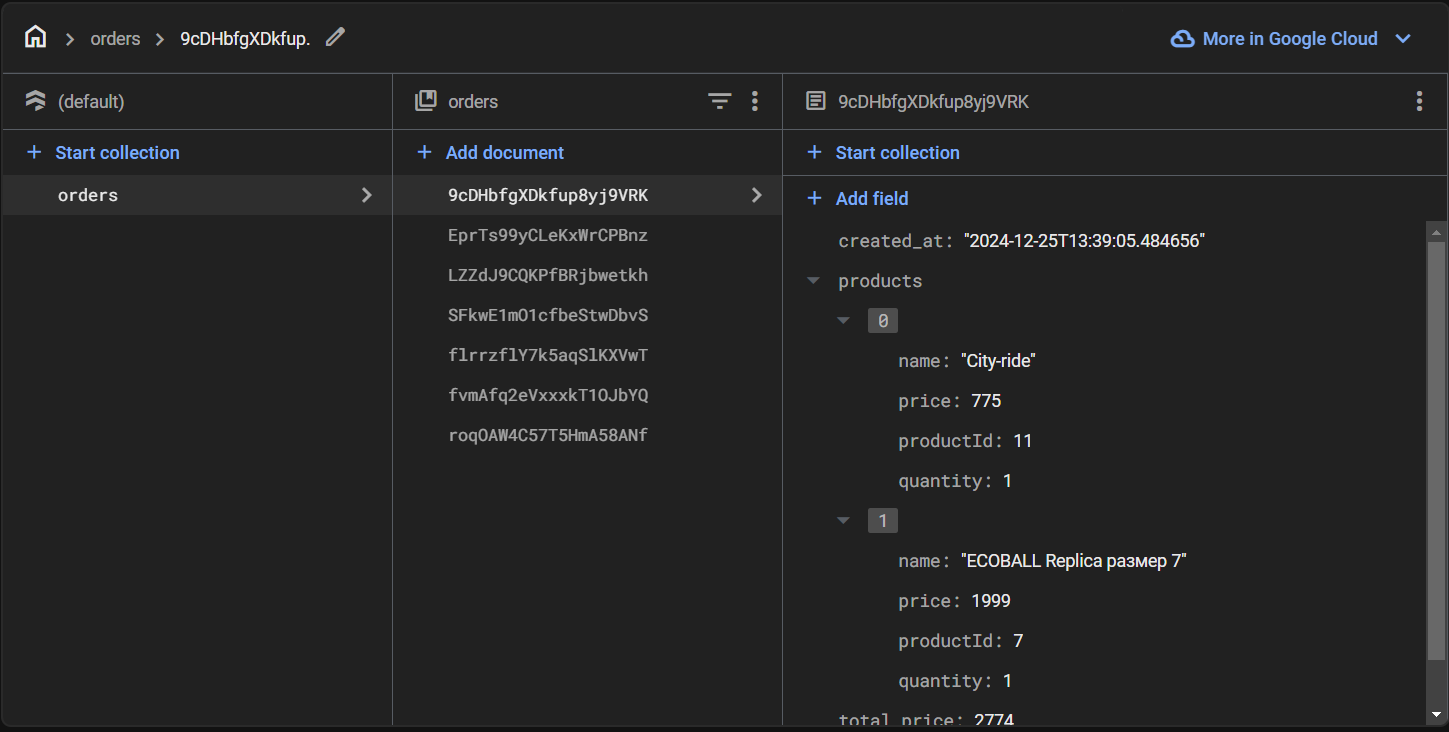 orders 9cDHbfgXDkfup. More in Google Cloud
(default)
Start collection
orders
orders
Add document
9cDHbfgXDkfup8yj9VRK
EprTs99yCLeKxWrCPBnz
LZZdJ9CQKPfBRjbwetkh
SFkwE1mO1cfbeStwDbvS
flrrzflY7k5aqSlKXVwT
fvmAfq2eVxxxkT1OJbYQ
roqOAW4C57T5HmA58ANf
9cDHbfgXDkfup8yj9VRK
Start collection
Add field
created_at: "2024-12-25T13:39:05.484656"
products
0
name: "City-ride"
price: 775
productId: 11
quantity: 1
1
name: "ECOBALL Replica размер 7"
price: 1999
productId: 7
quantity: 1
total_price: 2774